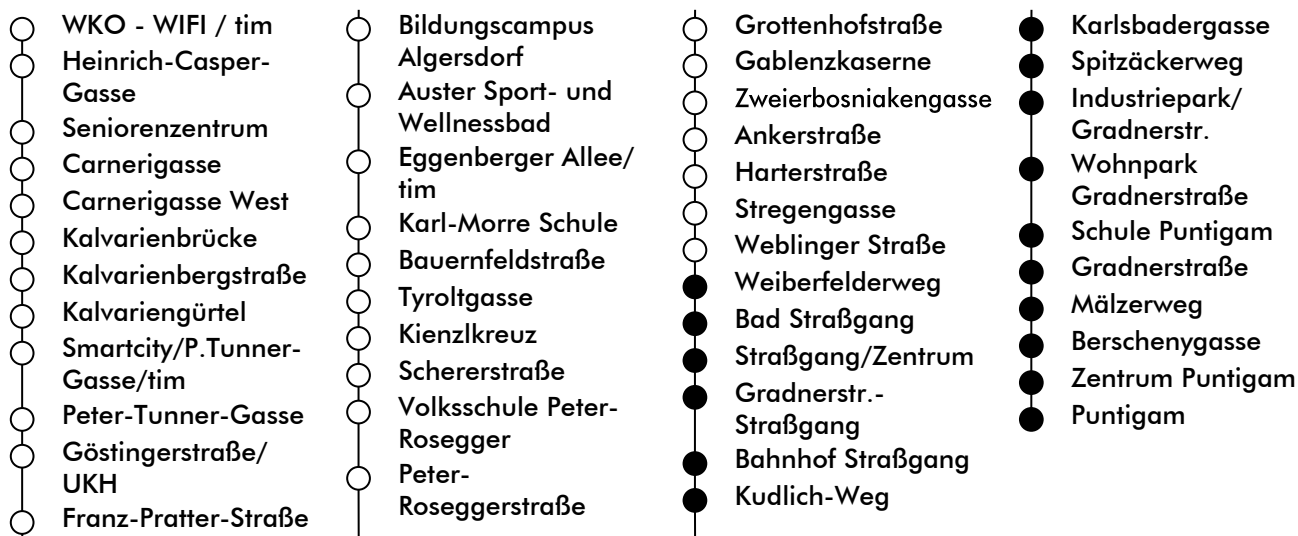 WKO - WIFI / tim
Heinrich-Casper-
Gasse
Seniorenzentrum
Carnerigasse
Carnerigasse West
Kalvarienbrücke
Kalvarienbergstraße
Kalvariengürtel
Smartcity/P.Tunner-
Gasse/tim
Peter-Tunner-Gasse
Göstingerstraße/
UKH
Franz-Pratter-Straße
Bildungscampus
Algersdorf
Auster Sport- und
Wellnessbad
Eggenberger Allee/
tim
Karl-Morre Schule
Bauernfeldstraße
Tyroltgasse
Kienzlkreuz
Schererstraße
Volksschule Peter-
Rosegger
Peter-
Roseggerstraße
Grottenhofstraße
Gablenzkaserne
Zweierbosniakengasse
Ankerstraße
Harterstraße
Stregengasse
Weblinger Straße
Weiberfelderweg
Bad Straßgang
Straßgang/Zentrum
Gradnerstr.-
Straßgang
Bahnhof Straßgang
Kudlich-Weg
Karlsbadergasse
Spitzäckerweg
Industriepark/
Gradnerstr.
Wohnpark
Gradnerstraße
Schule Puntigam
Gradnerstraße
Mälzerweg
Berschenygasse
Zentrum Puntigam
Puntigam